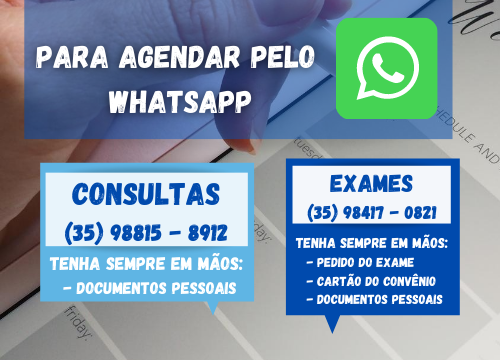 PARA AGENDAR PELO
WHATSAPP
CONSULTAS
(35) 98815 - 8912
TENHA SEMPRE EM MÃOS:
- DOCUMENTOS PESSOAIS
EXAMES
(35) 98417 - 0821
TENHA SEMPRE EM MÃOS:
- PEDIDO DO EXAME
- CARTÃO DO CONVÊNIO
- DOCUMENTOS PESSOAIS
friday: